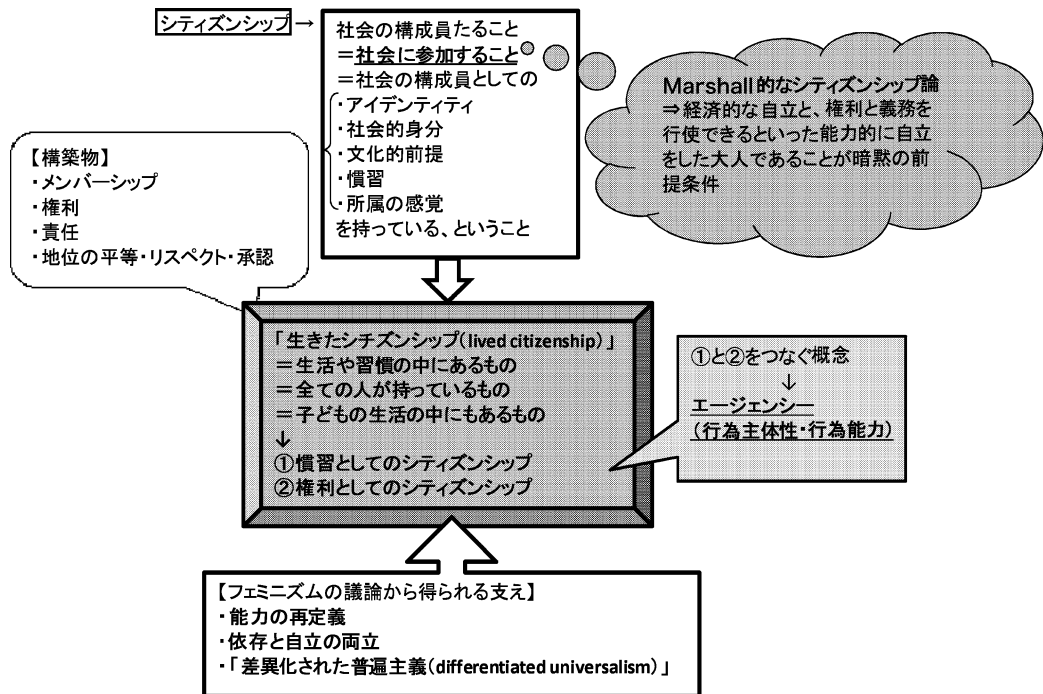 シティズンシップ→
社会の構成員たること
＝社会に参加すること
＝社会の構成員としての
・アイデンティティ
・社会的身分
・文化的前提
・慣習
・所属の感覚
を持っている、ということ
Marshall的なシティズンシップ論
⇒経済的な自立と、権利と義務を
行使できるといった能力的に自立
をした大人であることが暗黙の前
提条件
【構築物】
・メンバーシップ
・権利
・責任
・地位の平等・リスペクト・承認
「生きたシチズンシップ（lived citizenship）」
＝生活や習慣の中にあるもの
＝全ての人が持っているもの
＝子どもの生活の中にもあるもの
↓
①慣習としてのシティズンシップ
②権利としてのシティズンシップ
①と②をつなぐ概念
↓
エージェンシー
（行為主体性・行為能力）
【フェミニズムの議論から得られる支え】
・能力の再定義
・依存と自立の両立
・「差異化された普遍主義（differentiated universalism）」